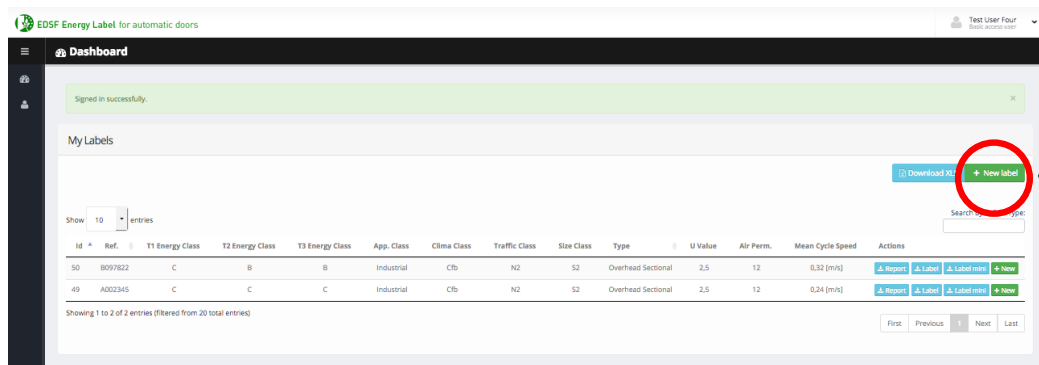 EDSF Energy Label for automatic doors
Test User Four
Basic access user
Dashboard
Signed in successfully.
×
My Labels
Download
+ New label
Show 10 entries
Search
Id Ref. T1 Energy Class T2 Energy Class T3 Energy Class App. Class Clima Class Traffic Class Size Class Type U Value Air Perm. Mean Cycle Speed Actions
50 B097822 C B B Industrial Cfb N2 S2 Overhead Sectional 2,5 12 0,32 [m/s] Report Label Label mini + New
49 A002345 C C C Industrial Cfb N2 S2 Overhead Sectional 2,5 12 0,24 [m/s] Report Label Label mini + New
Showing 1 to 2 of 2 entries (filtered from 20 total entries)
First Previous 1 Next Last